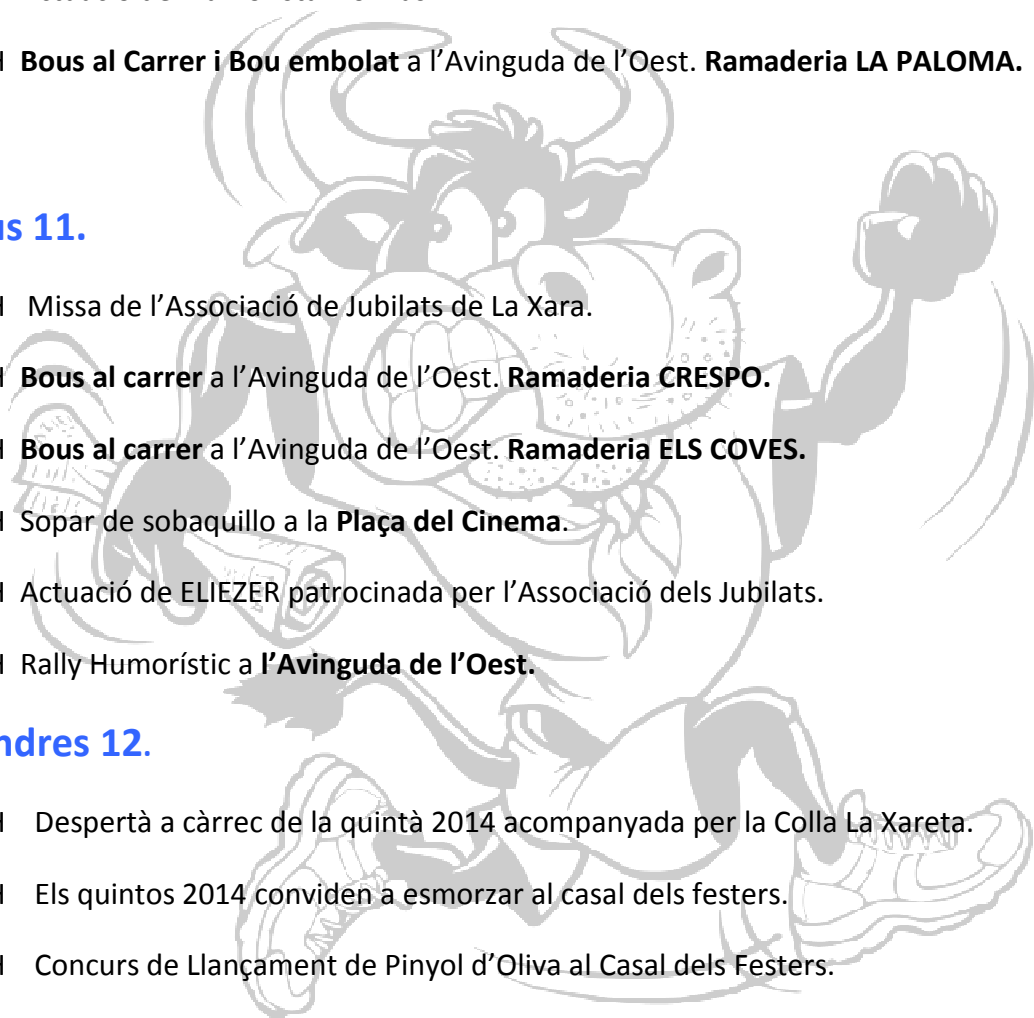 H Bous al Carrer i Bou embolat a l’Avinguda de l’Oest. Ramaderia LA PALOMA.
us 11.
H Missa de l’Associació de Jubilats de La Xara.
H Bous al carrer a l’Avinguda de l’Oest. Ramaderia CRESPO.
H Bous al carrer a l’Avinguda de l’Oest. Ramaderia ELS COVES.
H Sopar de sobaquillo a la Plaça del Cinema.
H Actuació de ELIEZER patrocinada per l’Associació dels Jubilats.
H Rally Humorístic a l’Avinguda de l’Oest.
ndres 12.
H Despertà a càrrec de la quintà 2014 acompanyada per la Colla La Xareta.
H Els quintos 2014 conviden a esmorzar al casal dels festers.
H Concurs de Llançament de Pinyol d’Oliva al Casal dels Festers.